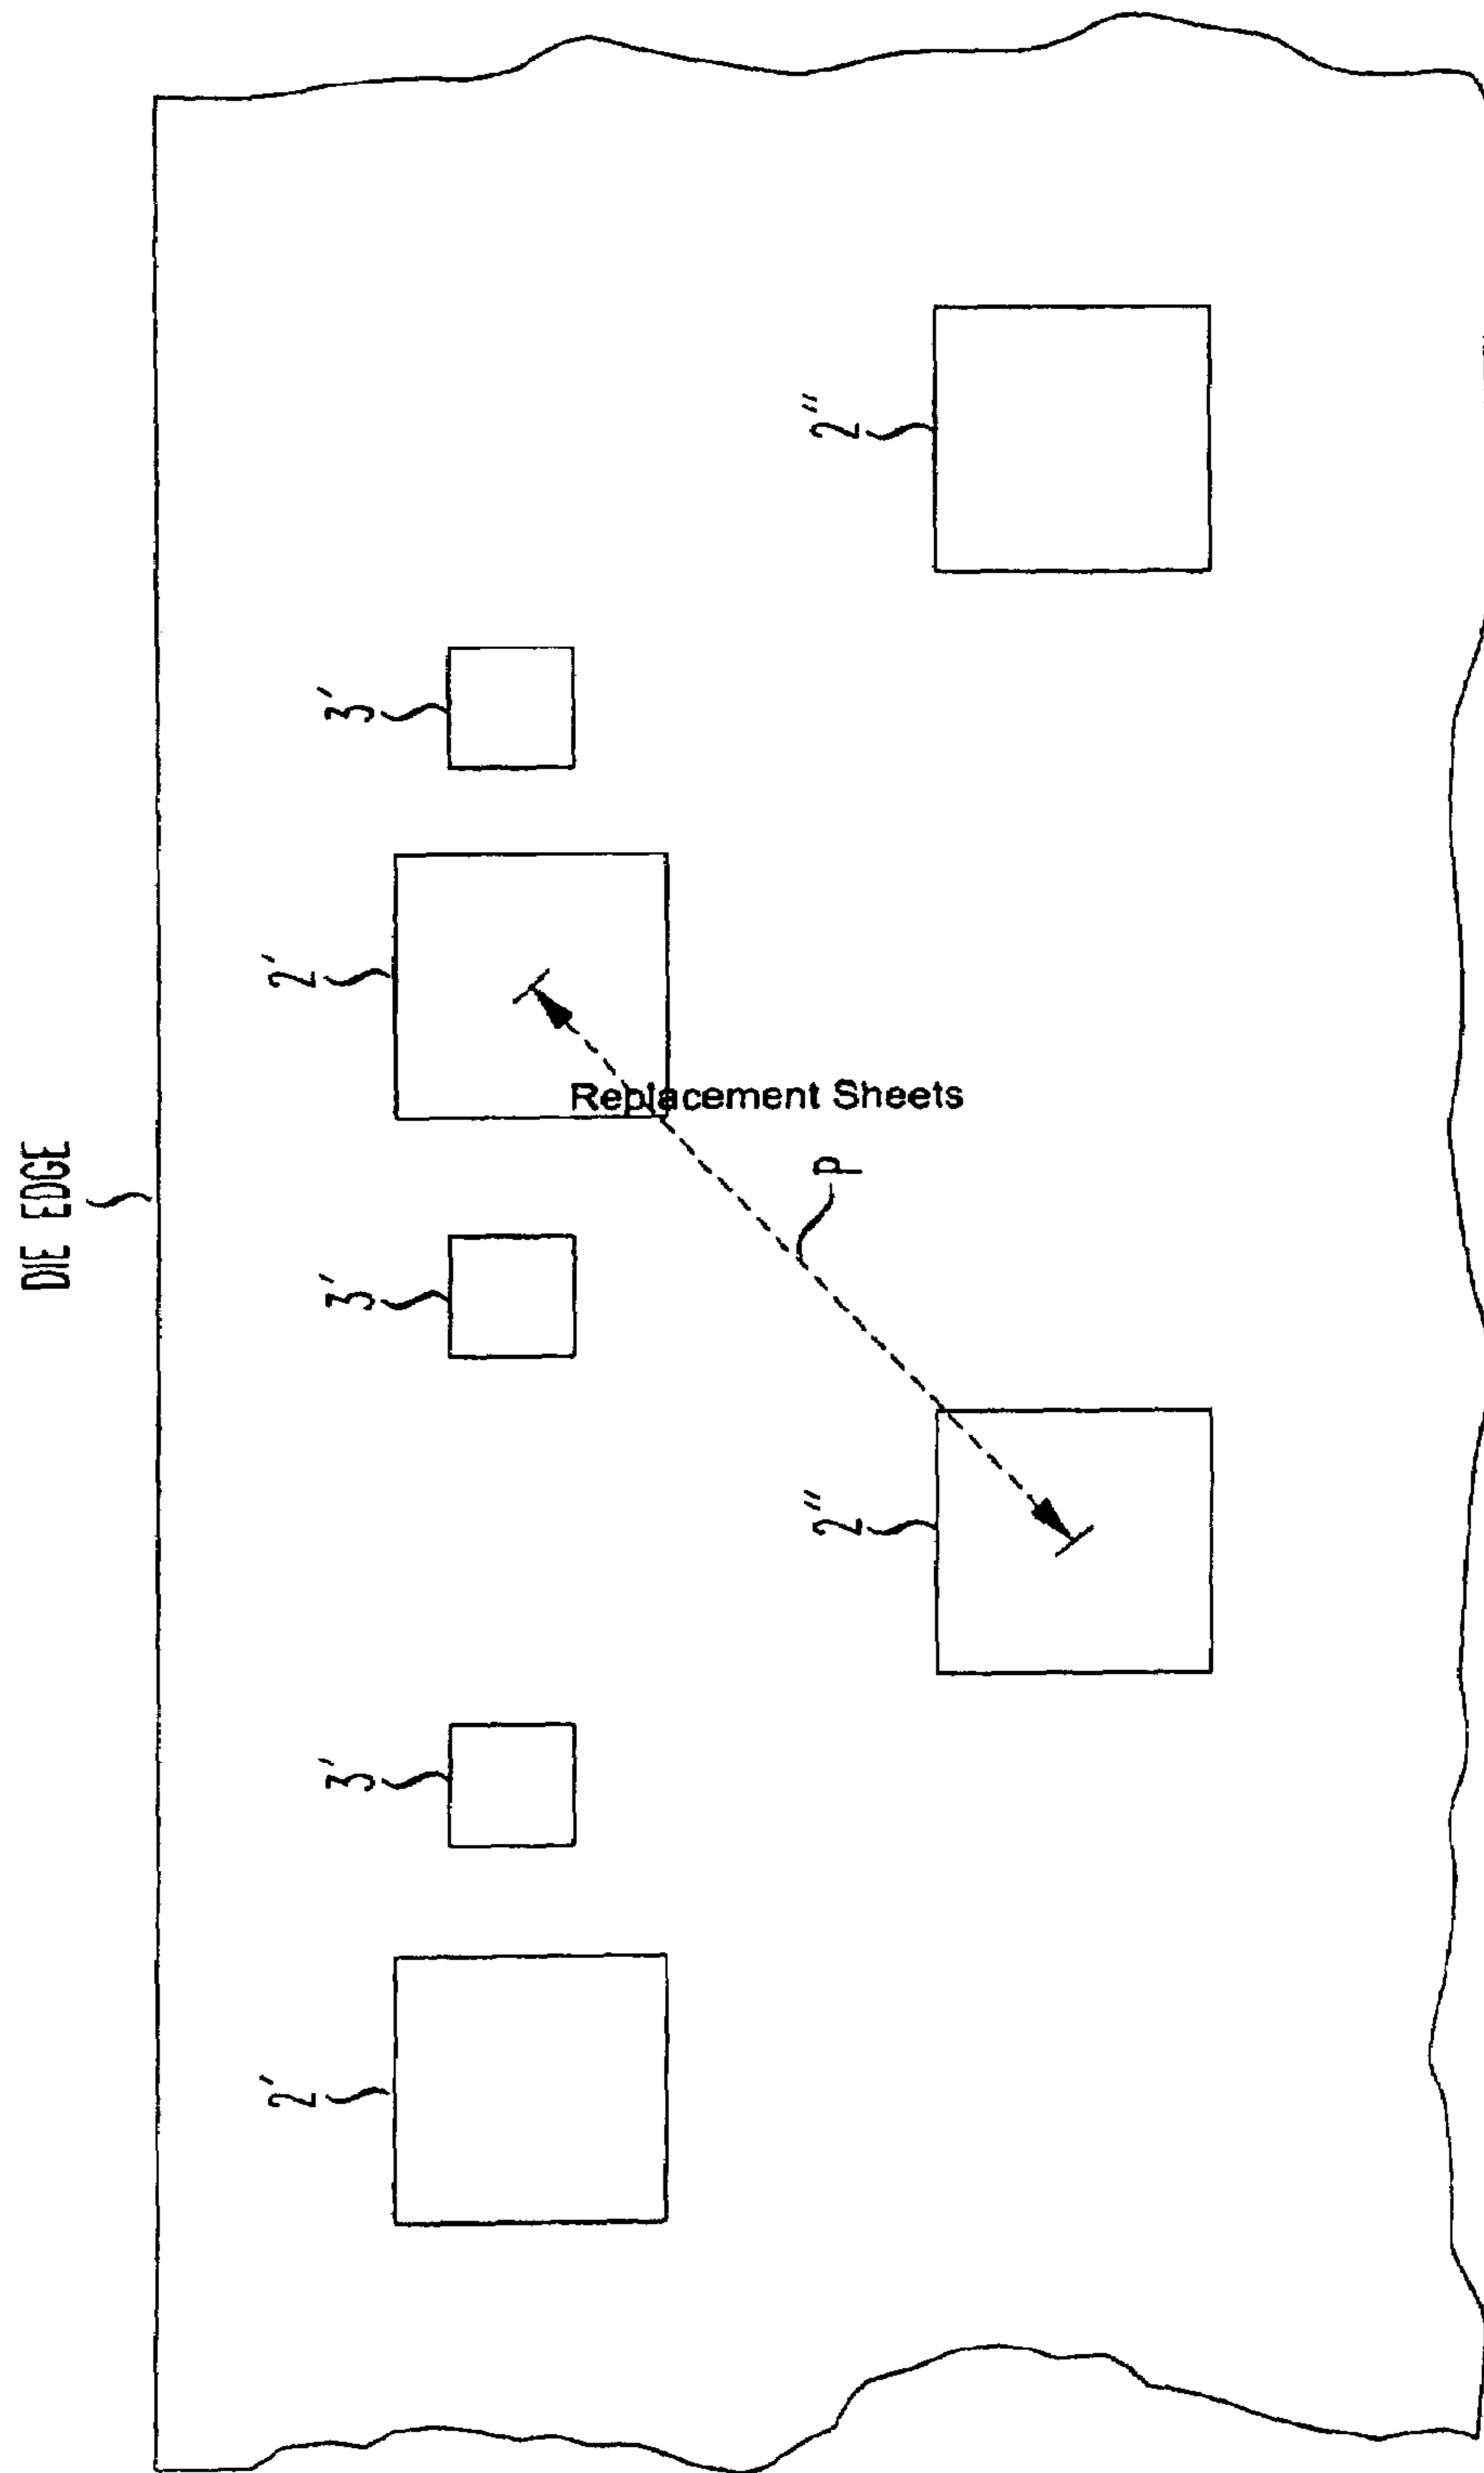 DIE EDGE
2'
3'
2'
3'
3'
2"
2"
p
Replacement Sheets